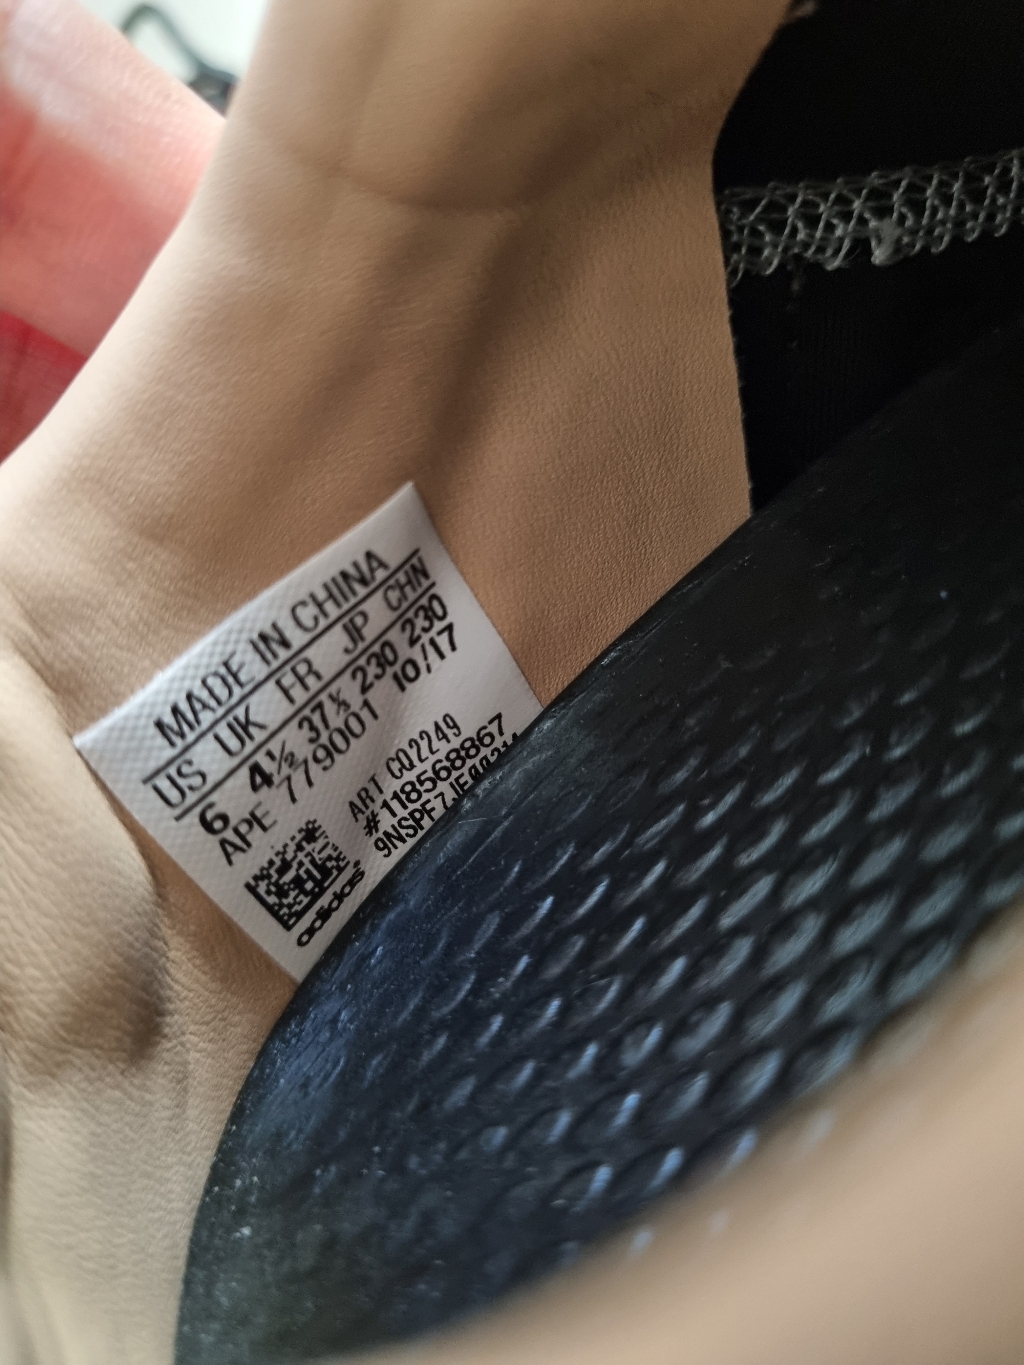 MADE IN CHINA
US UK FR JP CHN
6 4½ 37⅓ 230 230
APE 779001 10/17
ART CQ2249
#118568867
adidas